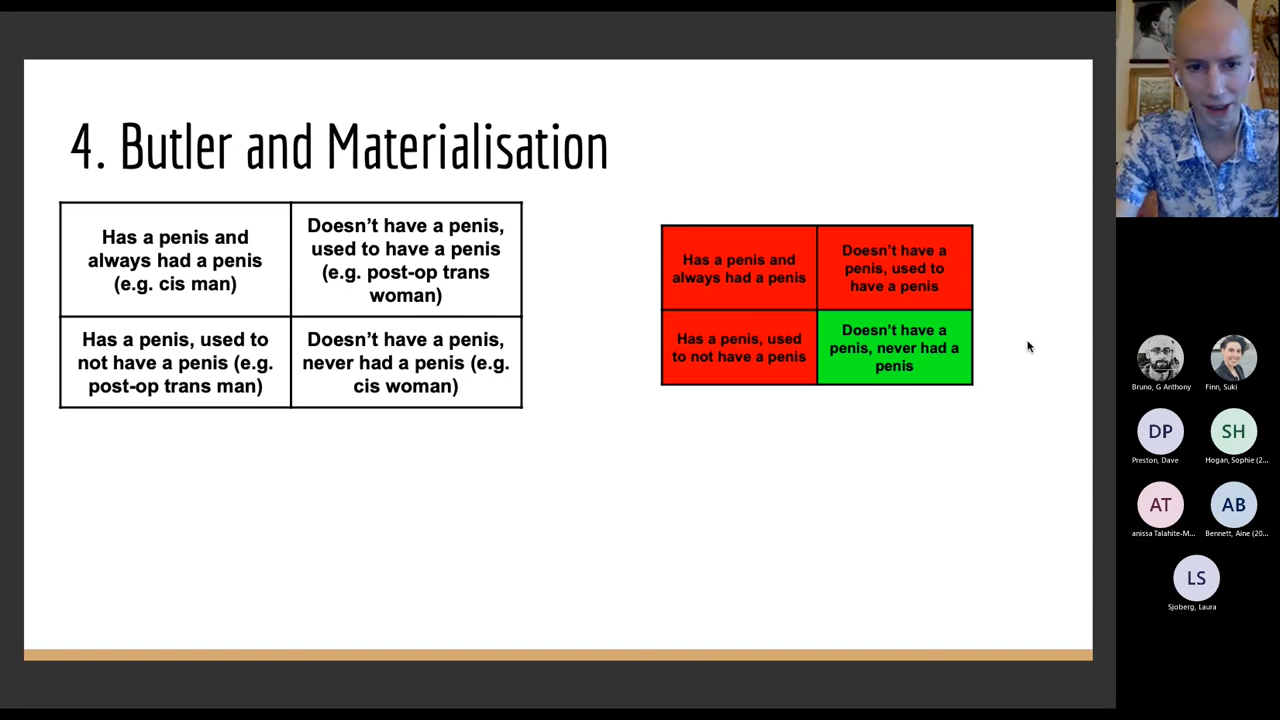 4. Butler and Materialisation
Has a penis and
always had a penis
(e.g. cis man)
Doesn't have a penis,
used to have a penis
(e.g. post-op trans
woman)
Has a penis, used to
not have a penis (e.g.
post-op trans man)
Doesn't have a penis,
never had a penis (e.g.
cis woman)
Has a penis and
always had a penis
Doesn't have a
penis, used to
have a penis
Has a penis, used
to not have a penis
Doesn't have a
penis, never had a
penis
Bruno, G Anthony
Finn, Suki
DP
Preston, Dave
SH
Hogan, Sophie (2...
AT
anissa Talahite-M...
AB
Bennett, Aine (20...
LS
Sjoberg, Laura